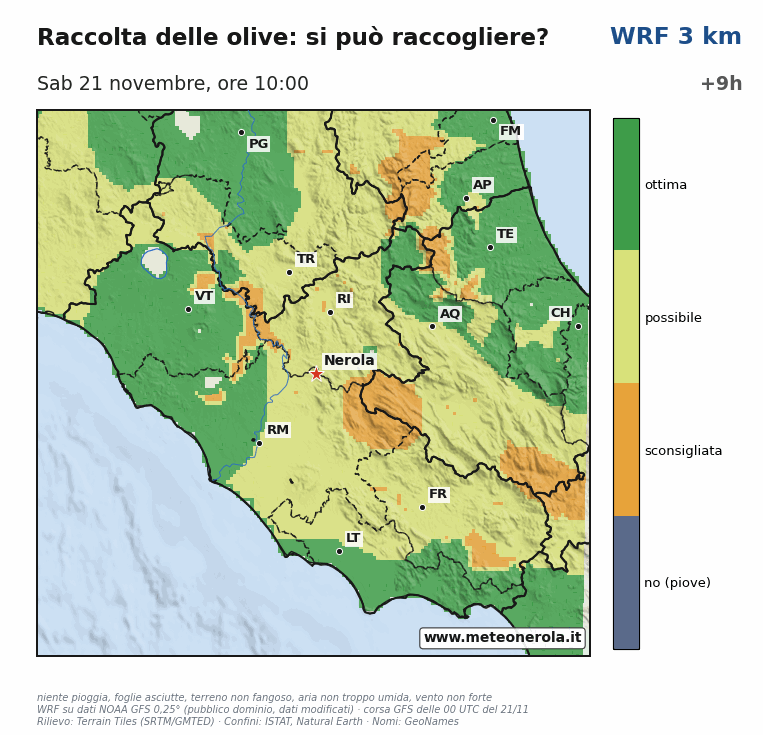 Raccolta delle olive: si può raccogliere?
WRF 3 km
Sab 21 novembre, ore 10:00
+9h
FM
PG
AP
TE
TR
VT
RI
AQ
CH
Nerola
RM
FR
LT
www.meteonerola.it
ottima
possibile
sconsigliata
no (piove)
niente pioggia, foglie asciutte, terreno non fangoso, aria non troppo umida, vento non forte
WRF su dati NOAA GFS 0,25° (pubblico dominio, dati modificati) · corsa GFS delle 00 UTC del 21/11
Rilievo: Terrain Tiles (SRTM/GMTED) · Confini: ISTAT, Natural Earth · Nomi: GeoNames